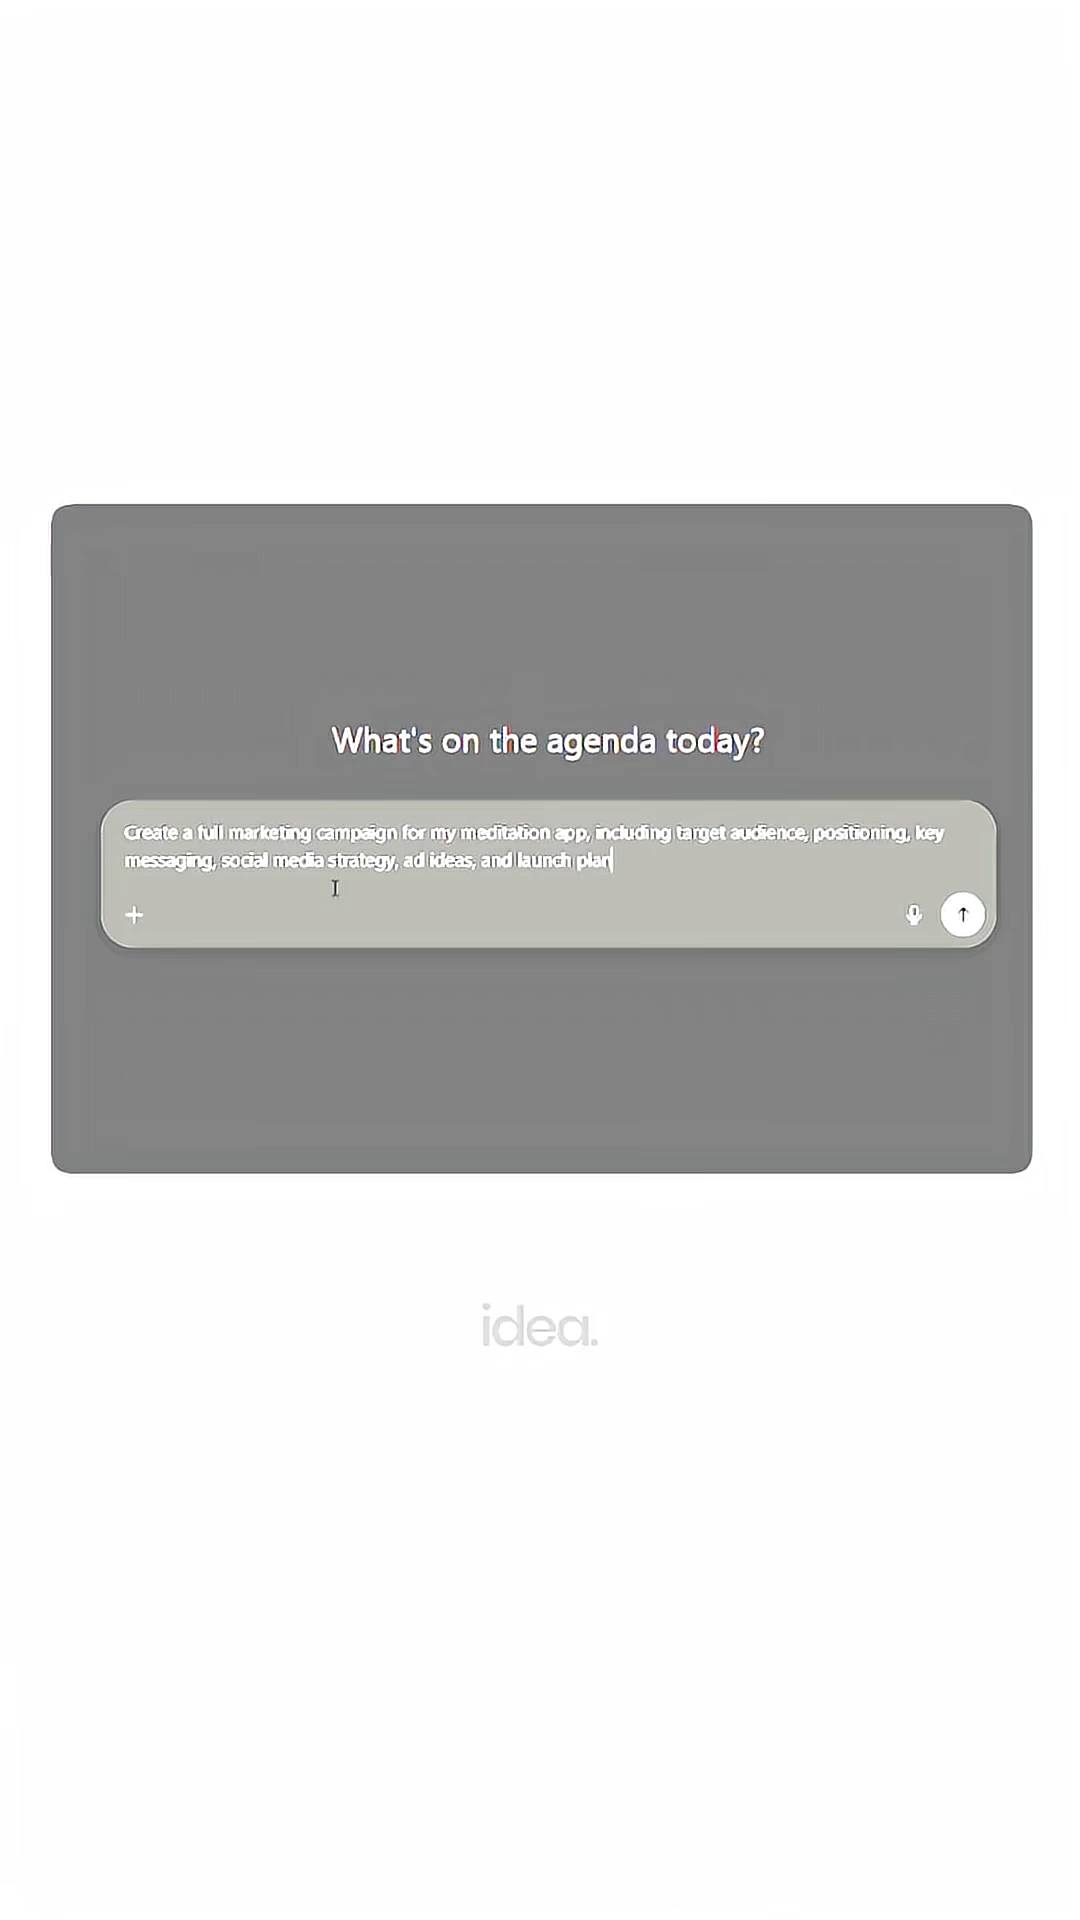 What's on the agenda today?
Create a full marketing campaign for my meditation app, including target audience, positioning, key
messaging, social media strategy, ad ideas, and launch plan
idea.